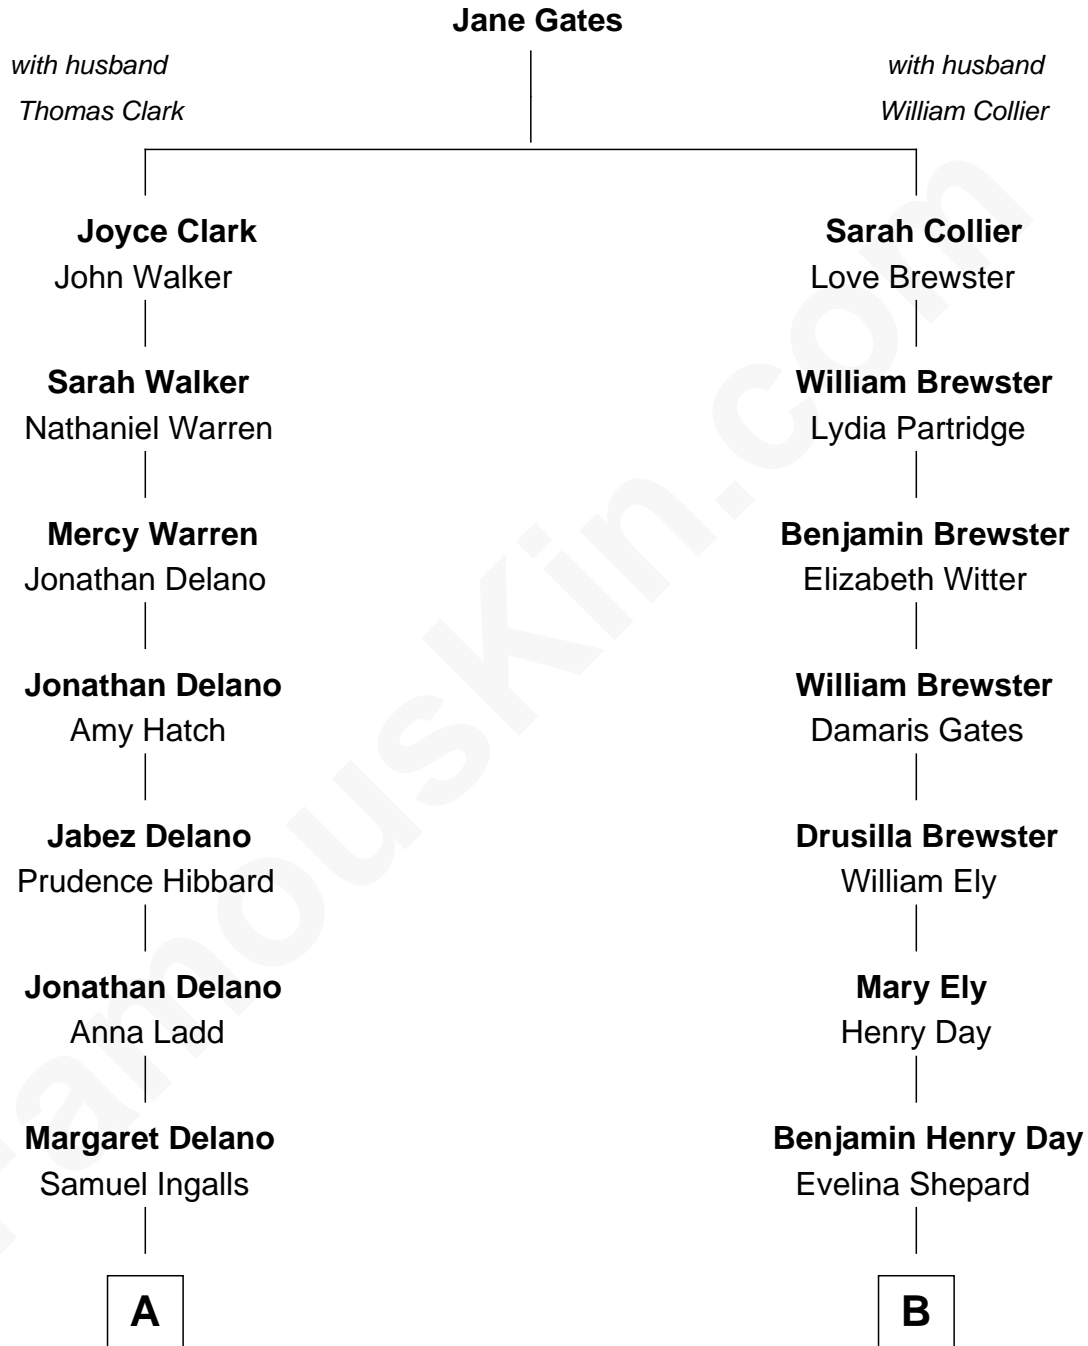 Jane Gates
with husband
Thomas Clark
with husband
William Collier
Joyce Clark
John Walker
Sarah Walker
Nathaniel Warren
Mercy Warren
Jonathan Delano
Jonathan Delano
Amy Hatch
Jabez Delano
Prudence Hibbard
Jonathan Delano
Anna Ladd
Margaret Delano
Samuel Ingalls
A
Sarah Collier
Love Brewster
William Brewster
Lydia Partridge
Benjamin Brewster
Elizabeth Witter
William Brewster
Damaris Gates
Drusilla Brewster
William Ely
Mary Ely
Henry Day
Benjamin Henry Day
Evelina Shepard
B
FamousKin.com